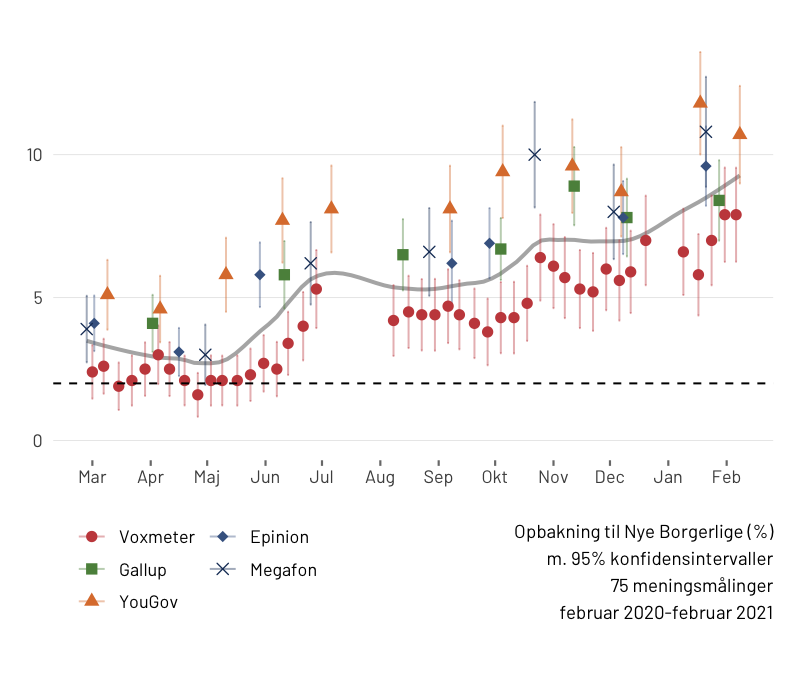 10
5
0
Mar Apr Maj Jun Jul Aug Sep Okt Nov Dec Jan Feb
Voxmeter Epinion
Gallup Megafon
YouGov
Opbakning til Nye Borgerlige (%)
m. 95% konfidensintervaller
75 meningsmålinger
februar 2020-februar 2021